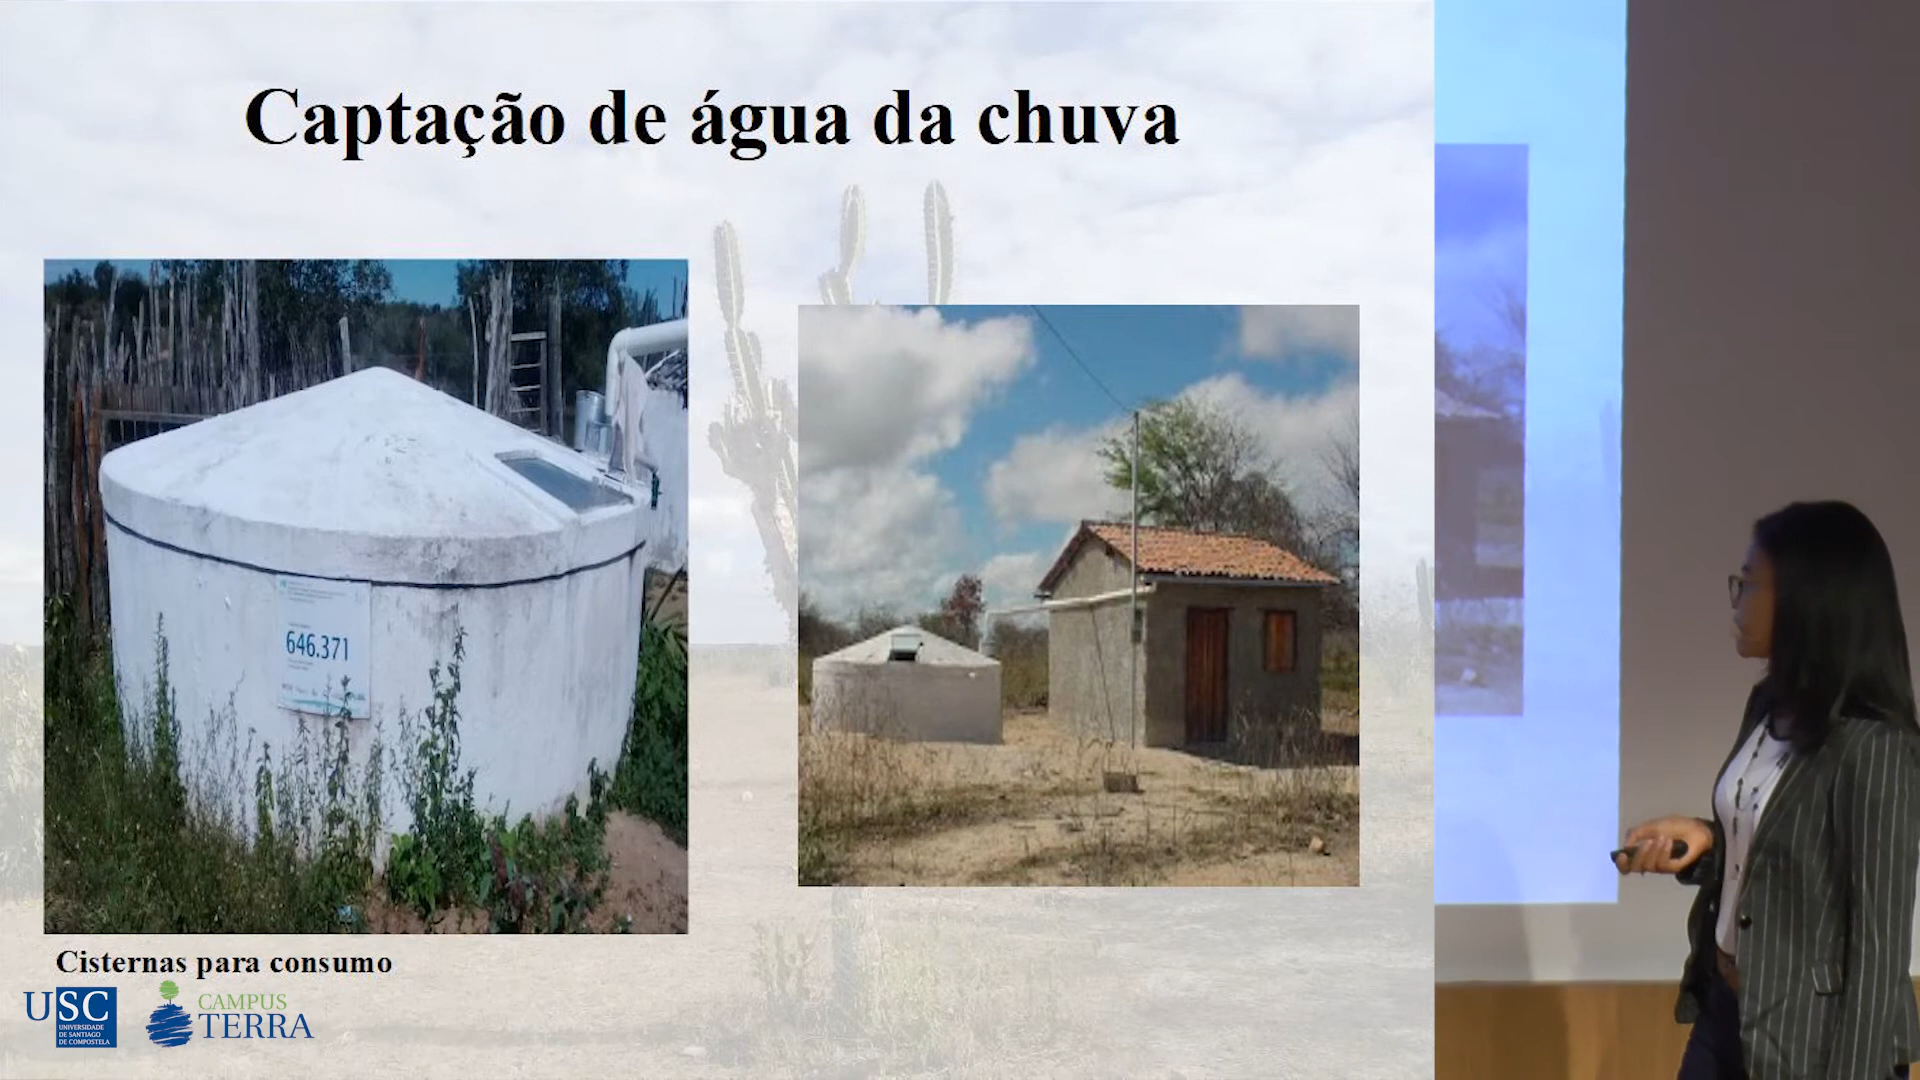 Captação de água da chuva
646.371
Cisternas para consumo
USC
UNIVERSIDADE
DE SANTIAGO
DE COMPOSTELA
CAMPUS
TERRA